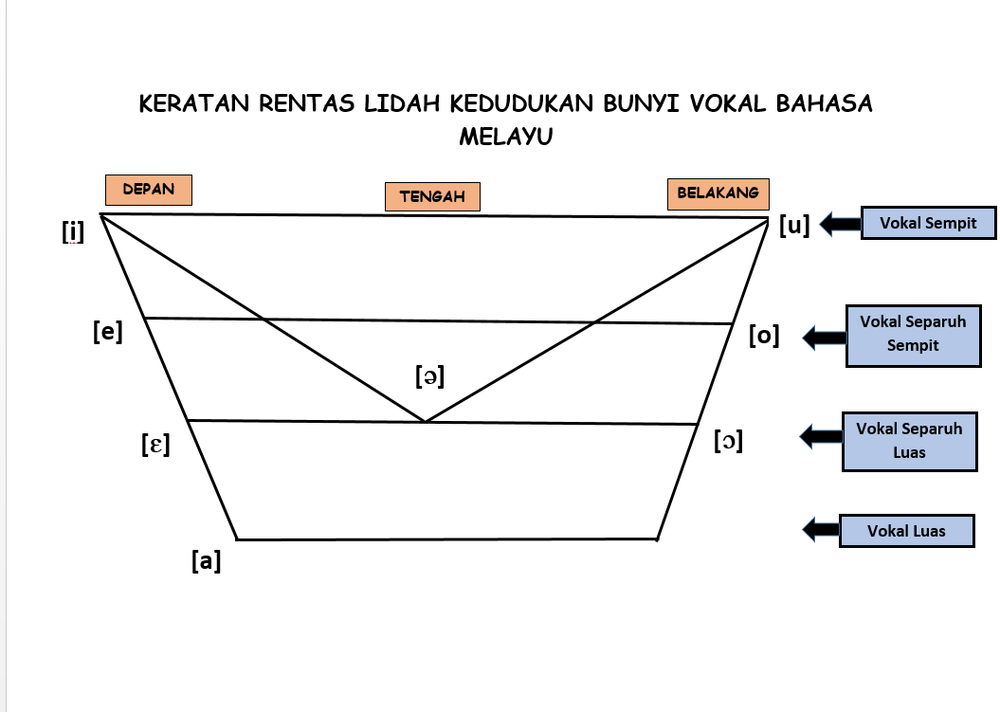 KERATAN RENTAS LIDAH KEDUDUKAN BUNYI VOKAL BAHASA
MELAYU
DEPAN
TENGAH
BELAKANG
[i]
[u]
Vokal Sempit
[e]
[o]
Vokal Separuh
Sempit
[ə]
[ɛ]
[ɔ]
Vokal Separuh
Luas
[a]
Vokal Luas